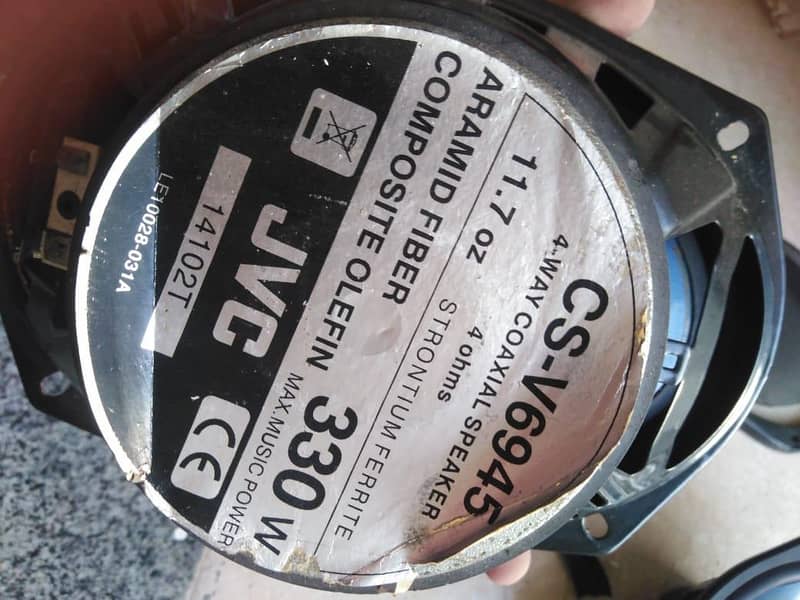 CS-V6945
4-WAY COAXIAL SPEAKER
4 ohms
11.7 oz
STRONTIUM FERRITE
ARAMID FIBER
COMPOSITE OLEFIN
330 W
MAX.MUSIC POWER
JVC
CE
14102T
LE10028-031A